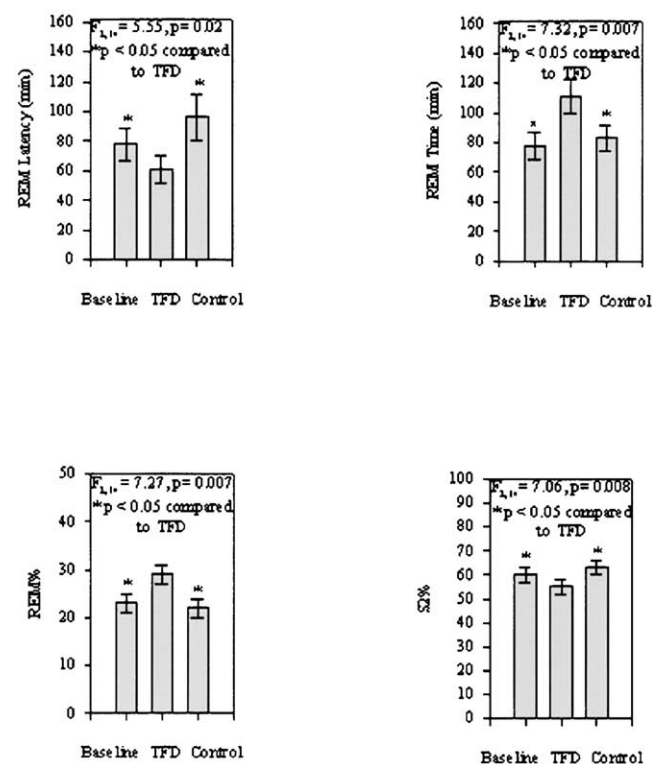 F = 5.55, p= 0.02
*p < 0.05 compared
to TFD
160
140
120
100
80
60
40
20
0
REM Latency (min)
*
*
Baseline TFD Control
F = 7.32, p=0.007
*p < 0.05 compared
to TFD
160
140
120
100
80
60
40
20
0
REM Time (min)
*
*
Baseline TFD Control
F = 7.27, p= 0.007
*p < 0.05 compared
to TFD
50
40
30
20
10
0
REM%
*
*
Baseline TFD Control
F = 7.06, p= 0.008
*p < 0.05 compared
to TFD
100
90
80
70
60
50
40
30
20
10
0
S2%
*
*
Baseline TFD Control